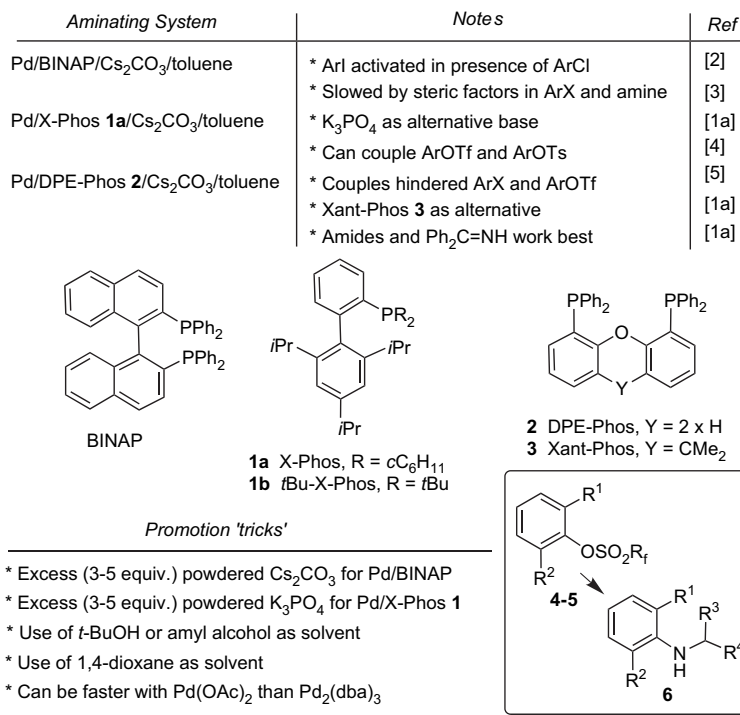 Aminating System Notes Ref
Pd/BINAP/Cs₂CO₃/toluene * ArI activated in presence of ArCl [2]
* Slowed by steric factors in ArX and amine [3]
Pd/X-Phos 1a/Cs₂CO₃/toluene * K₃PO₄ as alternative base [1a]
* Can couple ArOTf and ArOTs [4]
Pd/DPE-Phos 2/Cs₂CO₃/toluene * Couples hindered ArX and ArOTf [5]
* Xant-Phos 3 as alternative [1a]
* Amides and Ph₂C=NH work best [1a]
PPh₂
PPh₂
BINAP
PR₂
iPr
iPr
iPr
1a X-Phos, R = cC₆H₁₁
1b tBu-X-Phos, R = tBu
PPh₂ PPh₂
O
Y
2 DPE-Phos, Y = 2 x H
3 Xant-Phos, Y = CMe₂
Promotion 'tricks'
* Excess (3-5 equiv.) powdered Cs₂CO₃ for Pd/BINAP
* Excess (3-5 equiv.) powdered K₃PO₄ for Pd/X-Phos 1
* Use of t-BuOH or amyl alcohol as solvent
* Use of 1,4-dioxane as solvent
* Can be faster with Pd(OAc)₂ than Pd₂(dba)₃
R¹
OSO₂R_f
R²
4-5
R¹
R³
N
H
R⁴
R²
6